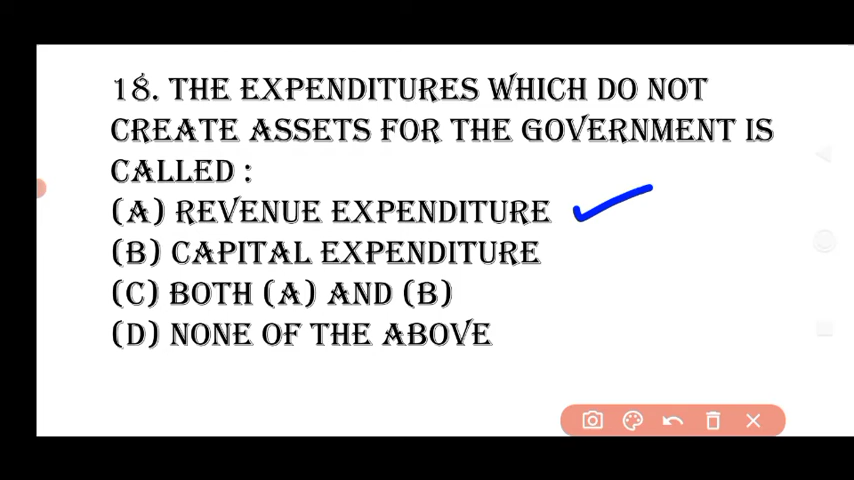 18. THE EXPENDITURES WHICH DO NOT
CREATE ASSETS FOR THE GOVERNMENT IS
CALLED :
(A) REVENUE EXPENDITURE
(B) CAPITAL EXPENDITURE
(C) BOTH (A) AND (B)
(D) NONE OF THE ABOVE